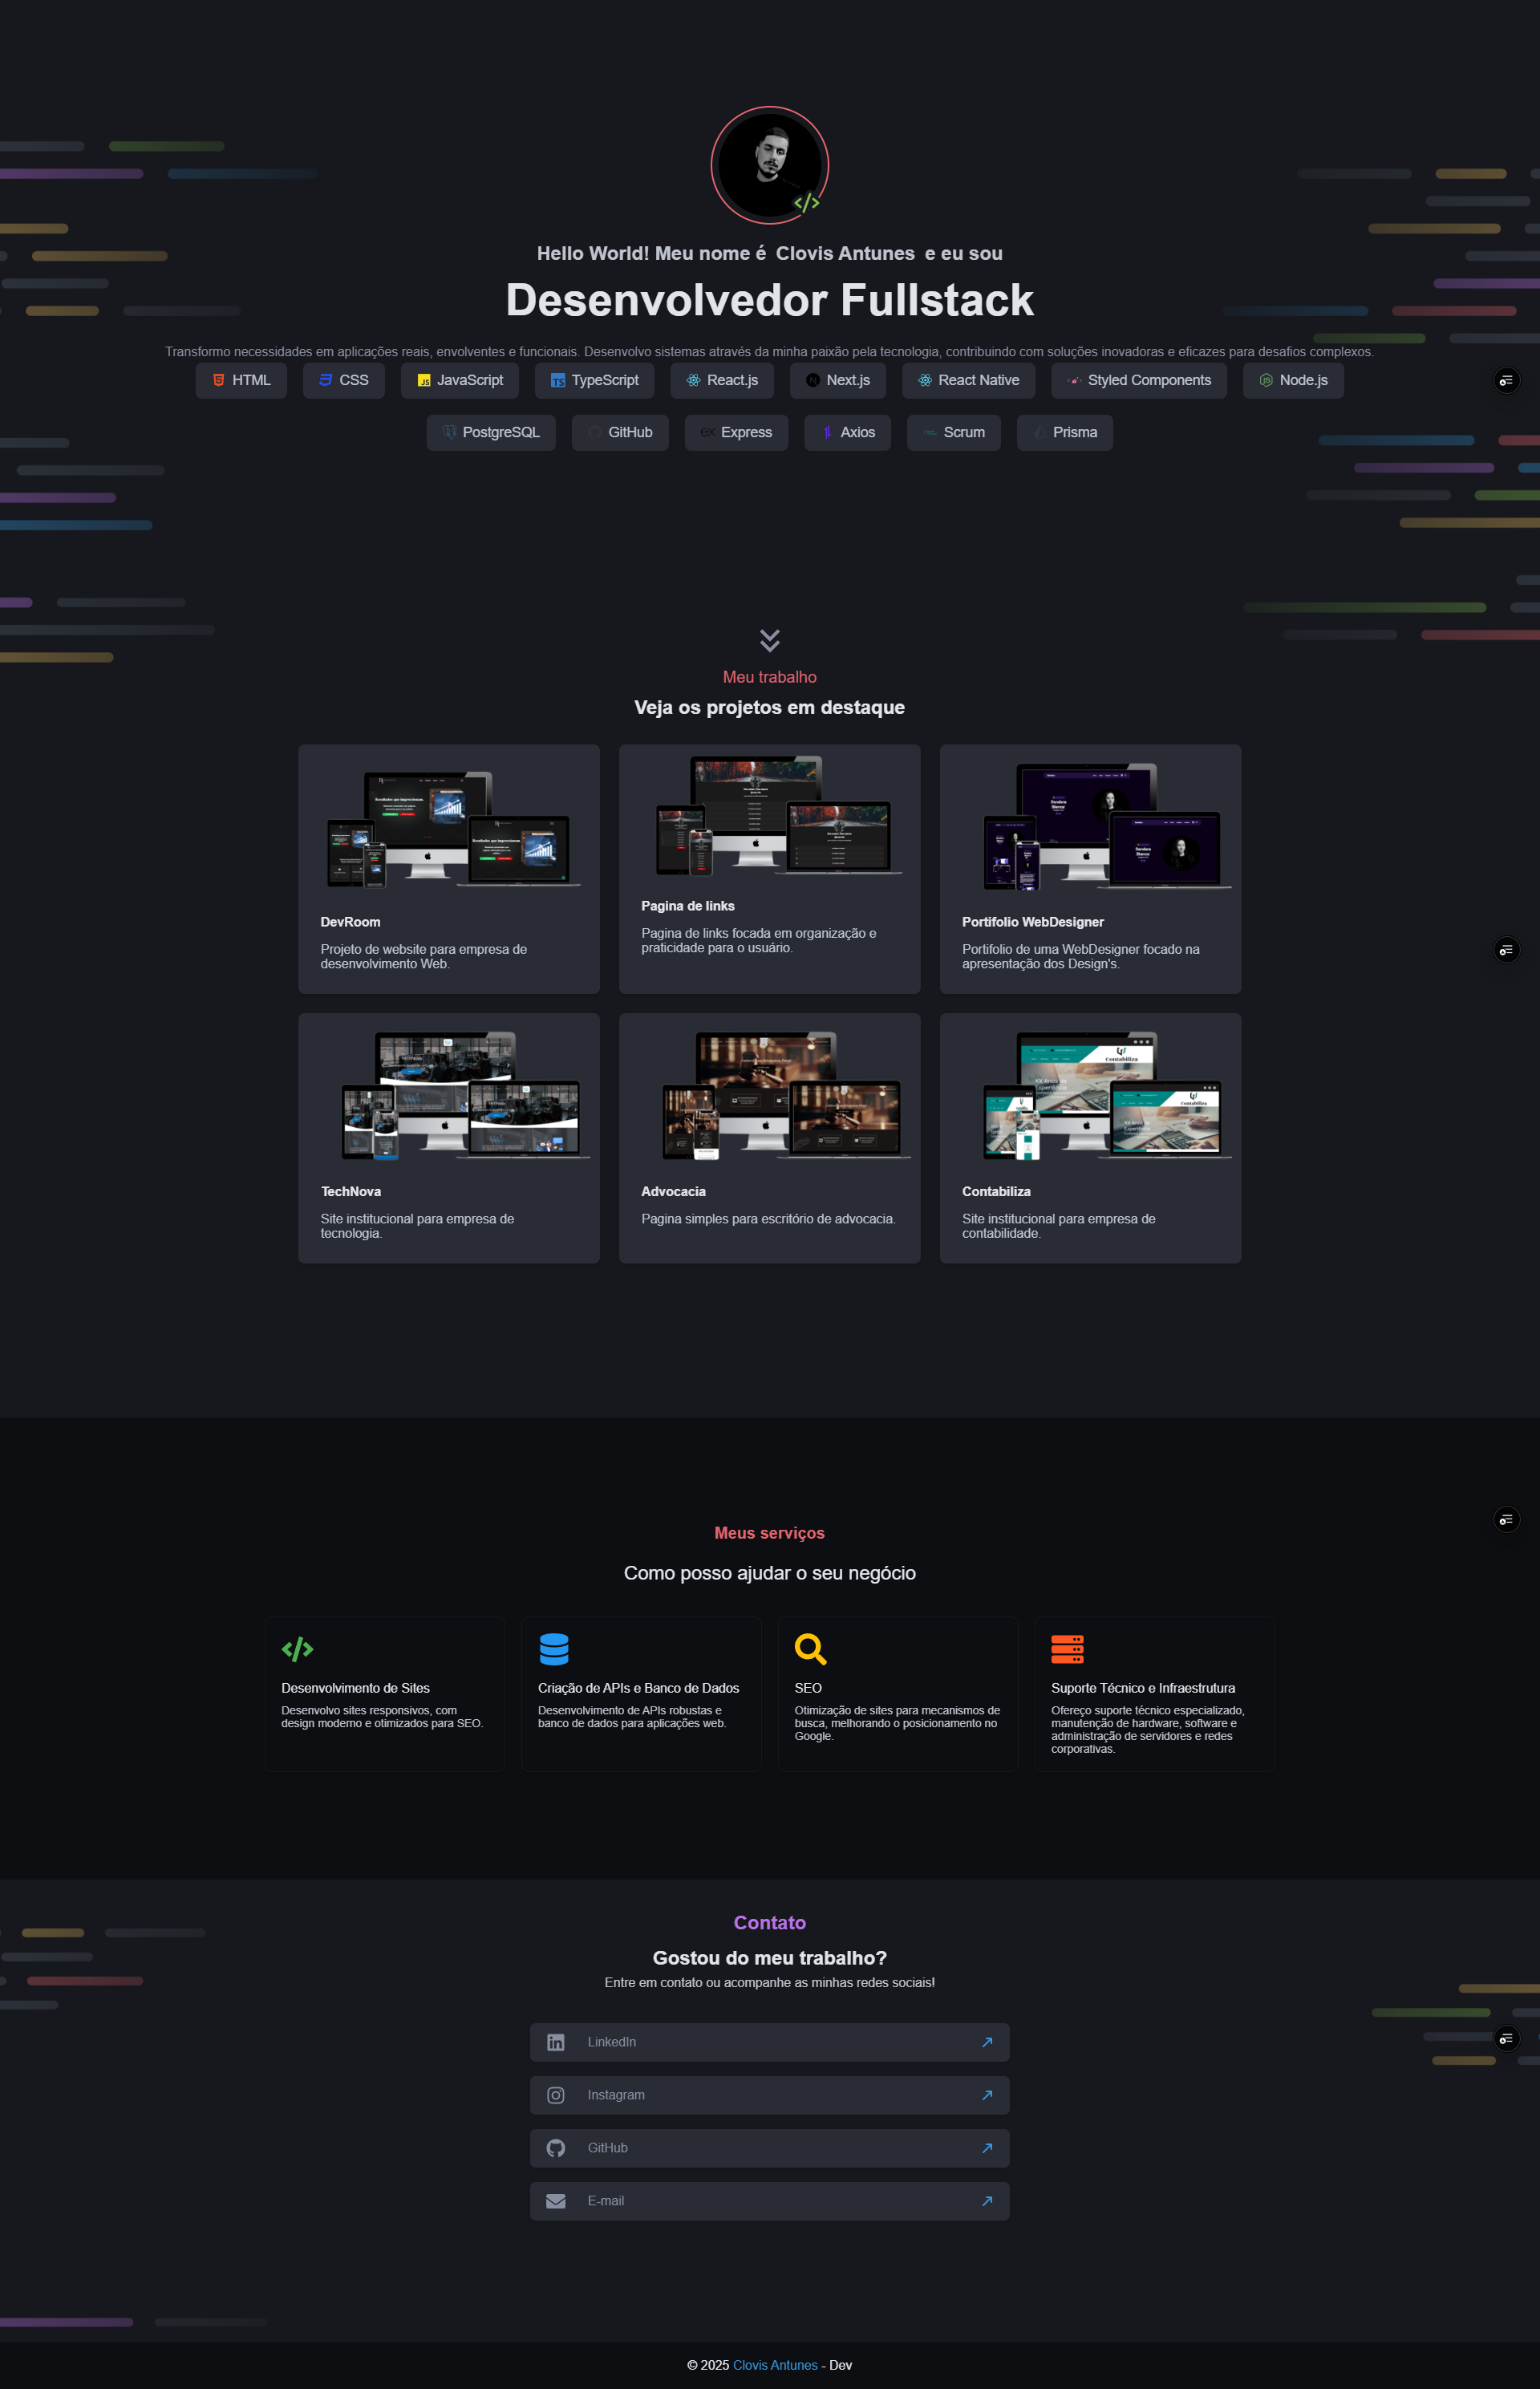 Hello World! Meu nome é Clovis Antunes e eu sou
Desenvolvedor Fullstack
Transformo necessidades em aplicações reais, envolventes e funcionais. Desenvolvo sistemas através da minha paixão pela tecnologia, contribuindo com soluções inovadoras e eficazes para desafios complexos.
HTML CSS JavaScript TypeScript React.js Next.js React Native Styled Components Node.js
PostgreSQL GitHub Express Axios Scrum Prisma
Meu trabalho
Veja os projetos em destaque
DevRoom
Projeto de website para empresa de
desenvolvimento Web.
Pagina de links
Pagina de links focada em organização e
praticidade para o usuário.
Portifolio WebDesigner
Portifolio de uma WebDesigner focado na
apresentação dos Design's.
TechNova
Site institucional para empresa de
tecnologia.
Advocacia
Pagina simples para escritório de advocacia.
Contabiliza
Site institucional para empresa de
contabilidade.
Meus serviços
Como posso ajudar o seu negócio
Desenvolvimento de Sites
Desenvolvo sites responsivos, com
design moderno e otimizados para SEO.
Criação de APIs e Banco de Dados
Desenvolvimento de APIs robustas e
banco de dados para aplicações web.
SEO
Otimização de sites para mecanismos de
busca, melhorando o posicionamento no
Google.
Suporte Técnico e Infraestrutura
Ofereço suporte técnico especializado,
manutenção de hardware, software e
administração de servidores e redes
corporativas.
Contato
Gostou do meu trabalho?
Entre em contato ou acompanhe as minhas redes sociais!
LinkedIn
Instagram
GitHub
E-mail
© 2025 Clovis Antunes - Dev